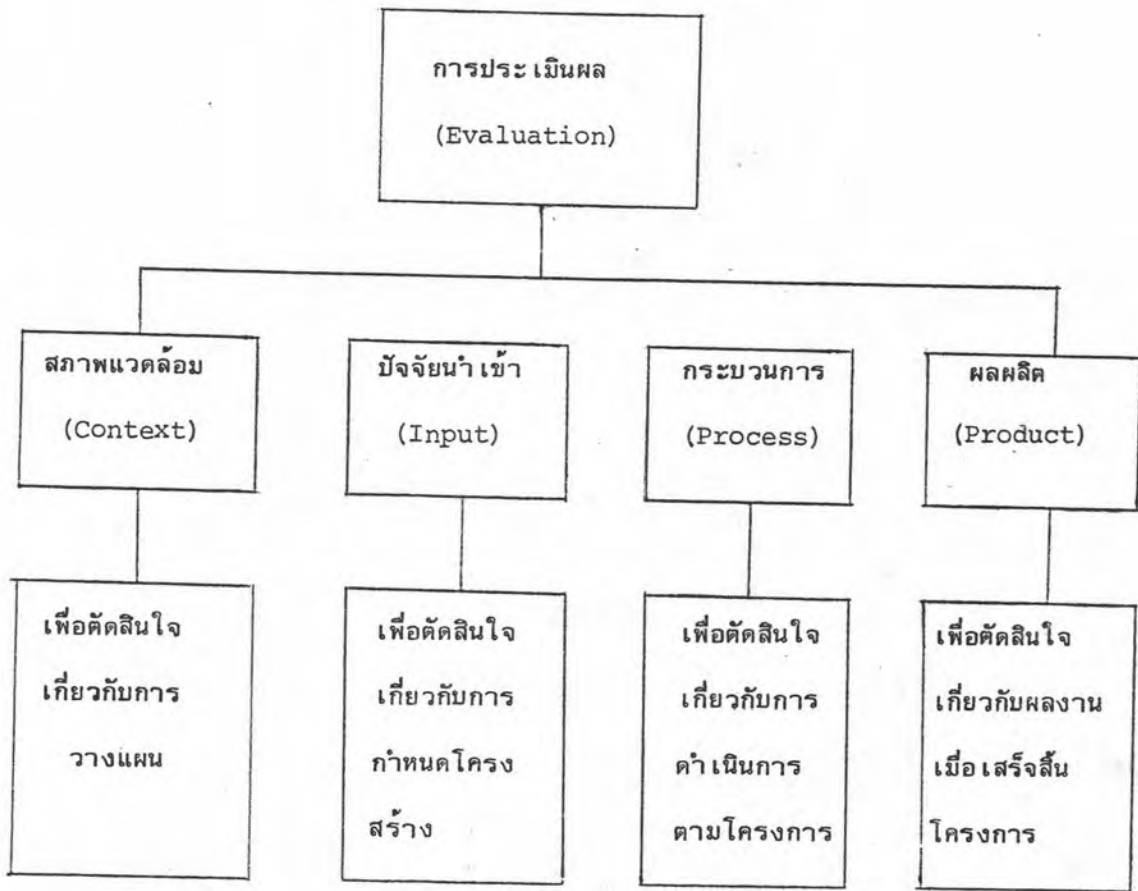 การประเมินผล
(Evaluation)
สภาพแวดล้อม
(Context)
ปัจจัยนำเข้า
(Input)
กระบวนการ
(Process)
ผลผลิต
(Product)
เพื่อตัดสินใจ
เกี่ยวกับการ
วางแผน
เพื่อตัดสินใจ
เกี่ยวกับการ
กำหนดโครง
สร้าง
เพื่อตัดสินใจ
เกี่ยวกับการ
ดำเนินการ
ตามโครงการ
เพื่อตัดสินใจ
เกี่ยวกับผลงาน
เมื่อเสร็จสิ้น
โครงการ